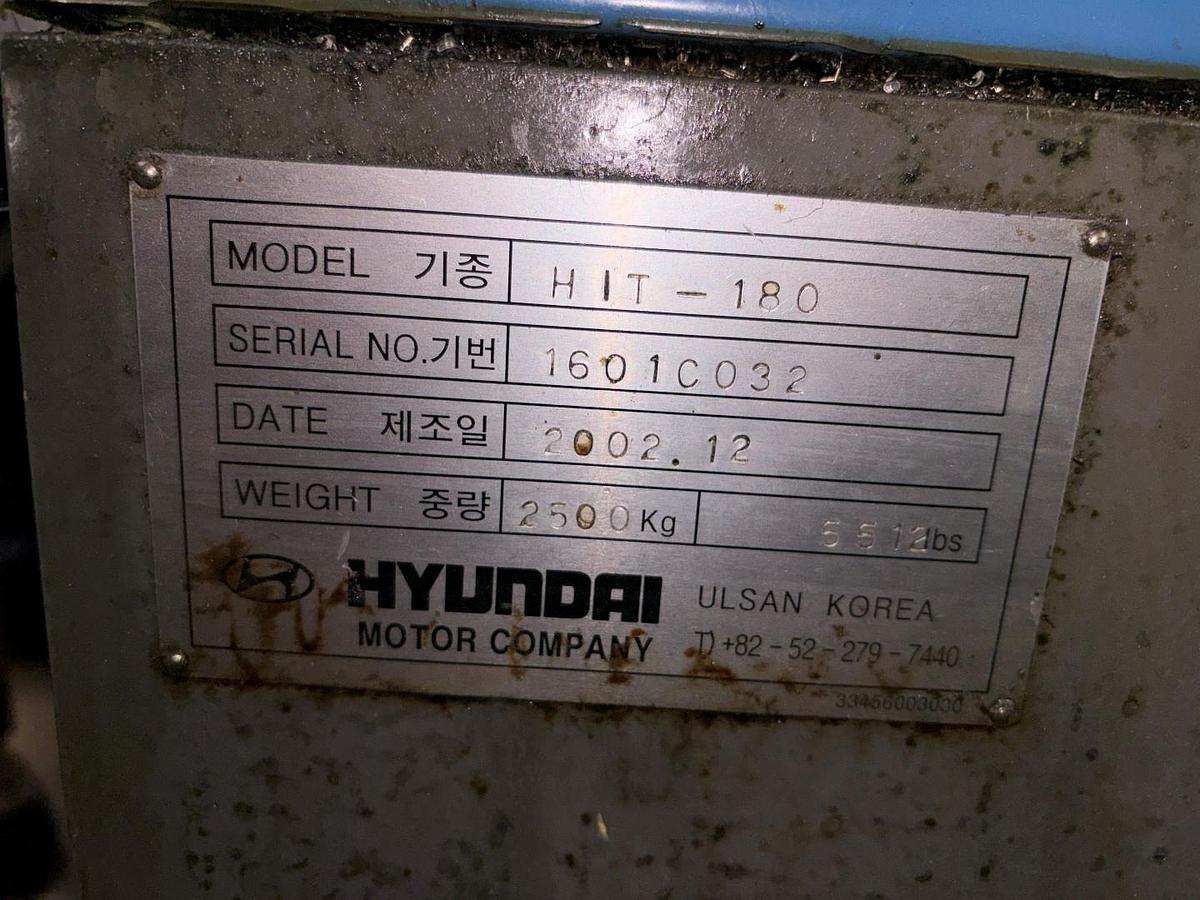 MODEL 기종 HIT-180
SERIAL NO.기번 1601C032
DATE 제조일 2002.12
WEIGHT 중량 2500Kg 5512lbs
HYUNDAI ULSAN KOREA
MOTOR COMPANY T) +82-52-279-7440
33456003030